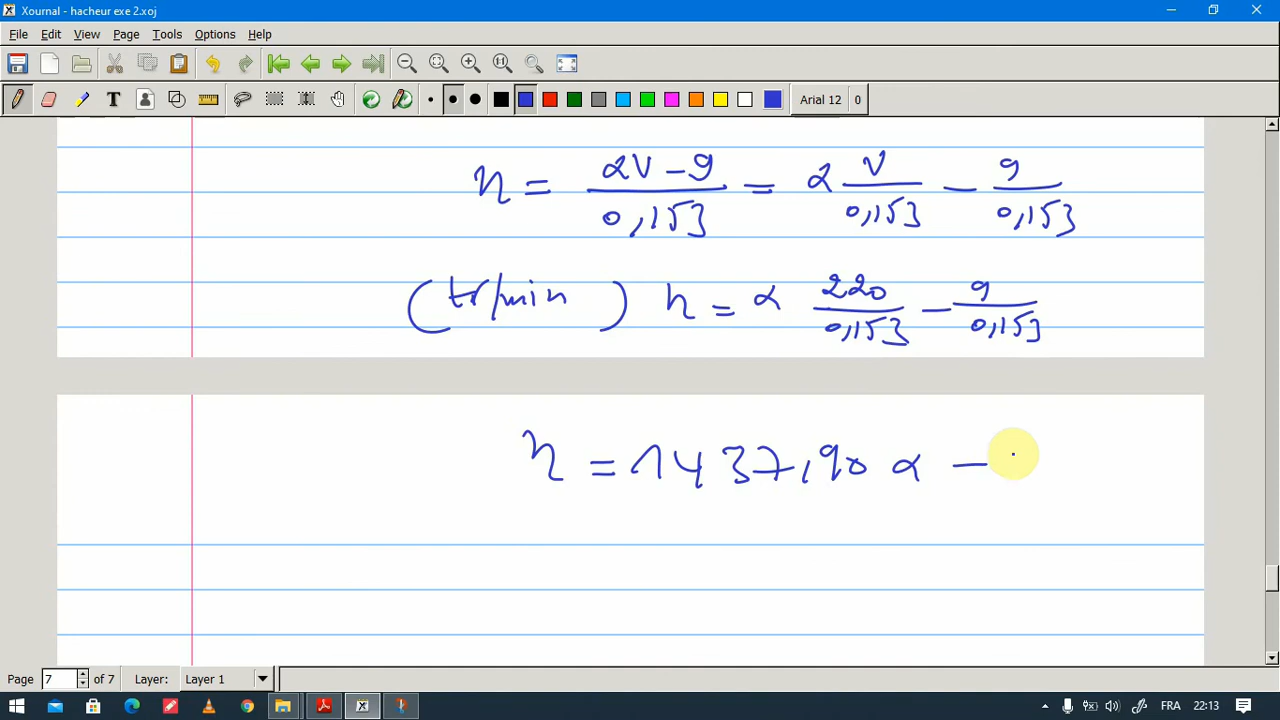 Xournal - hacheur exe 2.xoj
File Edit View Page Tools Options Help
T Arial 12 0
n = (αV - 9)/0,153 = α V/0,153 - 9/0,153
(tr/min) n = α 220/0,153 - 9/0,153
n = 1437,90 α -
Page 7 of 7 Layer: Layer 1
FRA 22:13